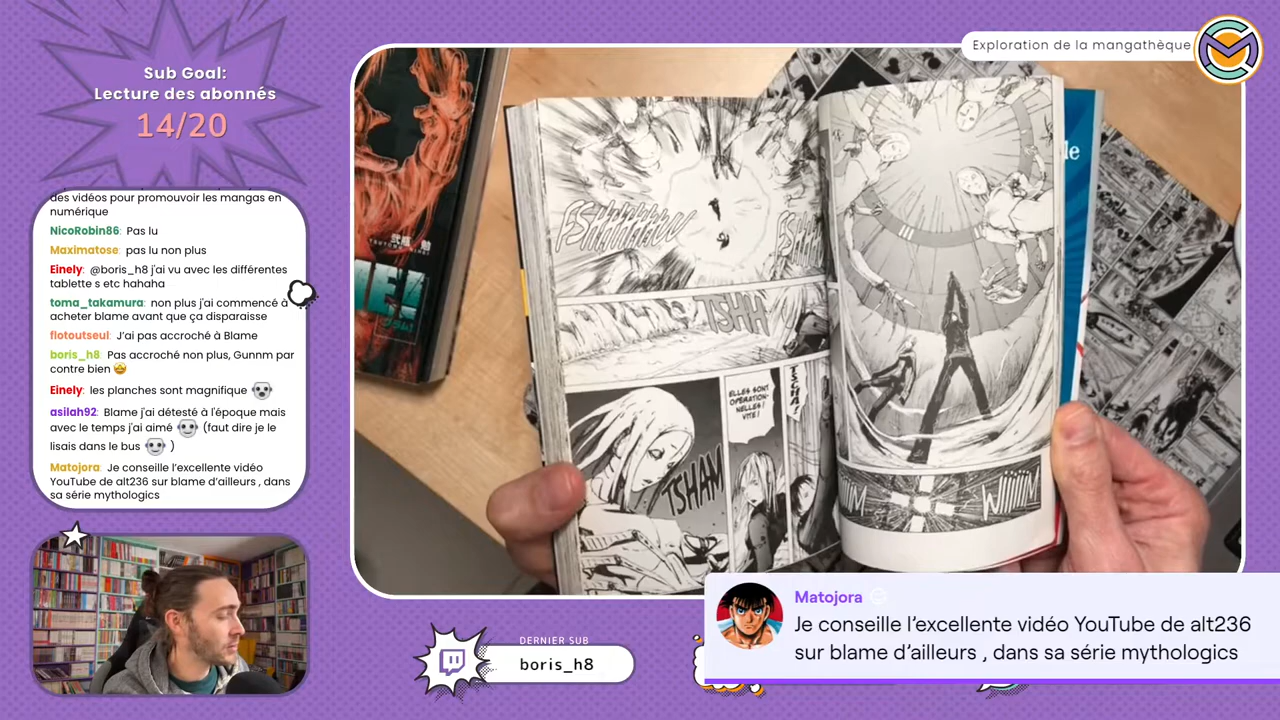 Sub Goal:
Lecture des abonnés
14/20
Exploration de la mangathèque
des vidéos pour promouvoir les mangas en
numérique
NicoRobin86: Pas lu
Maximatose: pas lu non plus
Einely: @boris_h8 j'ai vu avec les différentes
tablette s etc hahaha
toma_takamura: non plus j'ai commencé à
acheter blame avant que ça disparaisse
flotoutseul: J'ai pas accroché à Blame
boris_h8: Pas accroché non plus, Gunnm par
contre bien
Einely: les planches sont magnifique
asilah92: Blame j'ai détesté à l'époque mais
avec le temps j'ai aimé (faut dire je le
lisais dans le bus )
Matojora: Je conseille l'excellente vidéo
YouTube de alt236 sur blame d'ailleurs , dans
sa série mythologics
FSHHHHHUU
TSHH
ELLES SONT
OPÉRATION-
NELLES !
VITE !
TSCHA !
TSHAM
WIIIIIM
le
DERNIER SUB
boris_h8
Matojora
Je conseille l'excellente vidéo YouTube de alt236
sur blame d'ailleurs , dans sa série mythologics